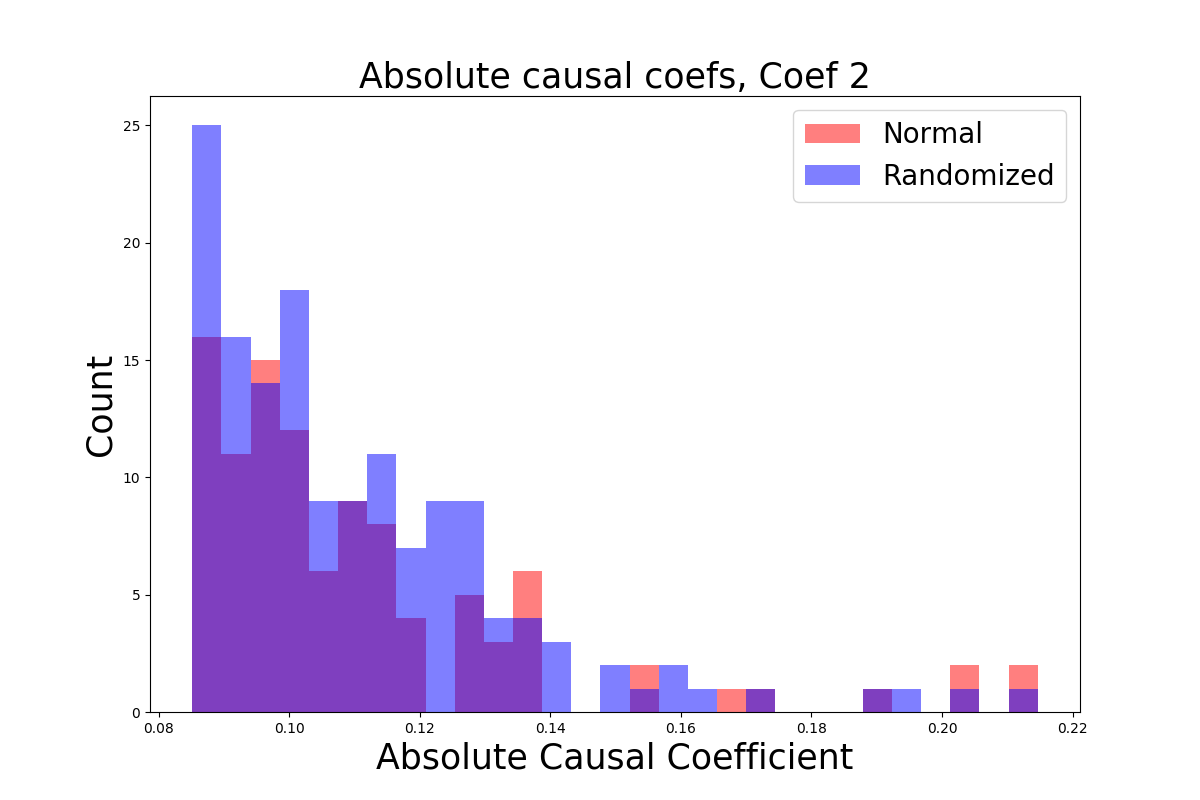 Absolute causal coefs, Coef 2
Normal
Randomized
Count
25
20
15
10
5
0
0.08 0.10 0.12 0.14 0.16 0.18 0.20 0.22
Absolute Causal Coefficient